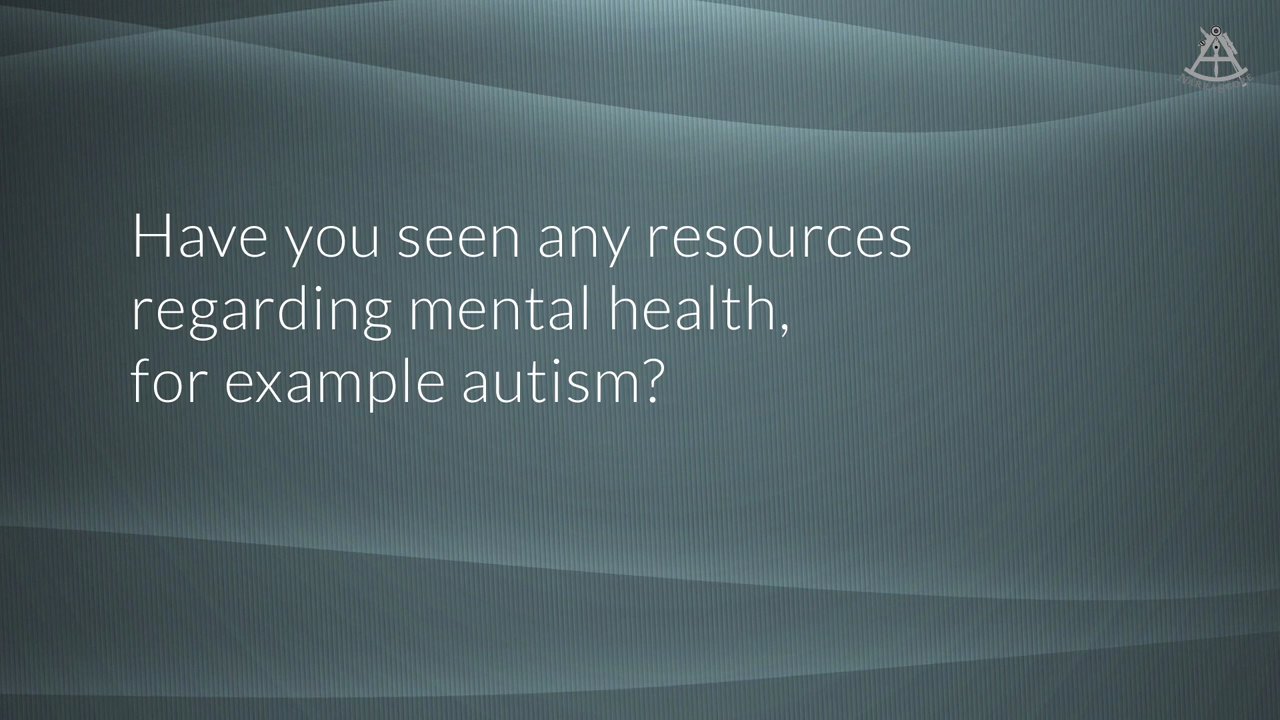 Have you seen any resources
regarding mental health,
for example autism?